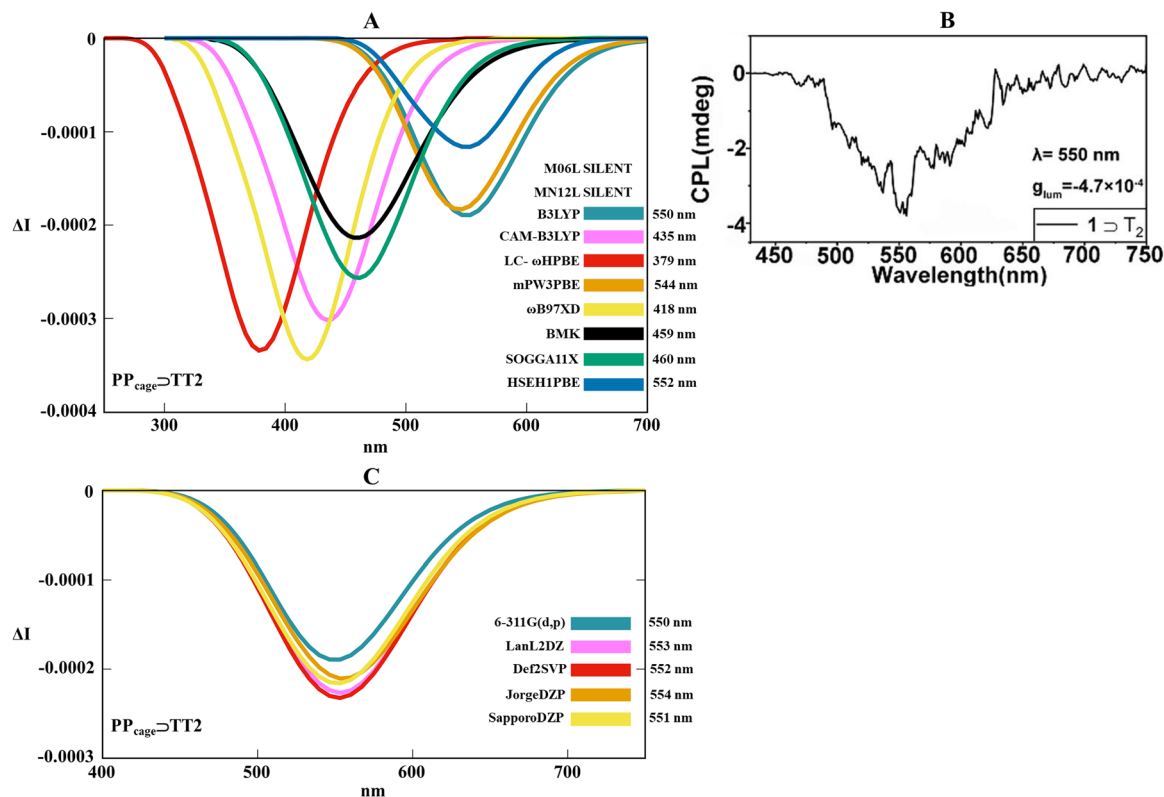 A
0
-0.0001
-0.0002
-0.0003
-0.0004
ΔI
M06L SILENT
MN12L SILENT
B3LYP 550 nm
CAM-B3LYP 435 nm
LC- ωHPBE 379 nm
mPW3PBE 544 nm
ωB97XD 418 nm
BMK 459 nm
SOGGA11X 460 nm
HSEH1PBE 552 nm
PPcage⊃TT2
300 400 500 600 700
nm
B
CPL(mdeg)
0
-2
-4
λ= 550 nm
glum=-4.7×10-4
1 ⊃ T2
450 500 550 600 650 700 750
Wavelength(nm)
C
0
-0.0001
-0.0002
-0.0003
ΔI
6-311G(d,p) 550 nm
LanL2DZ 553 nm
Def2SVP 552 nm
JorgeDZP 554 nm
SapporoDZP 551 nm
PPcage⊃TT2
400 500 600 700
nm